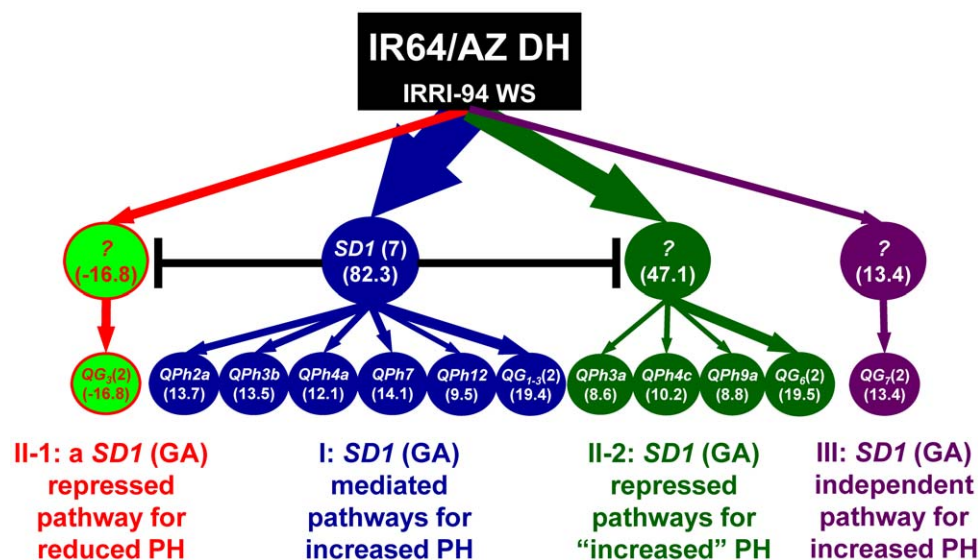 IR64/AZ DH
IRRI-94 WS
?
(-16.8)
SD1 (7)
(82.3)
?
(47.1)
?
(13.4)
QG3(2)
(-16.8)
QPh2a
(13.7)
QPh3b
(13.5)
QPh4a
(12.1)
QPh7
(14.1)
QPh12
(9.5)
QG1-3(2)
(19.4)
QPh3a
(8.6)
QPh4c
(10.2)
QPh9a
(8.8)
QG6(2)
(19.5)
QG7(2)
(13.4)
II-1: a SD1 (GA)
repressed
pathway for
reduced PH
I: SD1 (GA)
mediated
pathways for
increased PH
II-2: SD1 (GA)
repressed
pathways for
“increased” PH
III: SD1 (GA)
independent
pathway for
increased PH